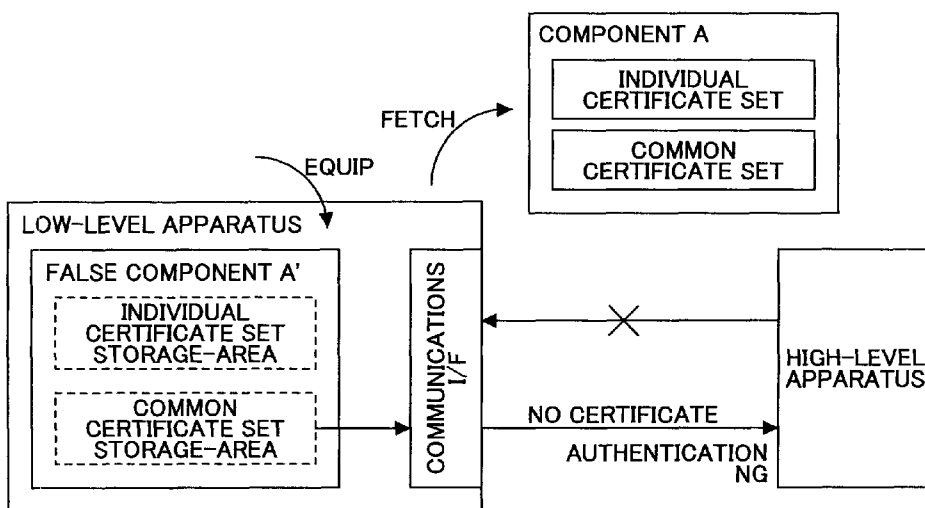 COMPONENT A
INDIVIDUAL
CERTIFICATE SET
COMMON
CERTIFICATE SET
FETCH
EQUIP
LOW-LEVEL APPARATUS
FALSE COMPONENT A'
INDIVIDUAL
CERTIFICATE SET
STORAGE-AREA
COMMON
CERTIFICATE SET
STORAGE-AREA
COMMUNICATIONS
I/F
NO CERTIFICATE
AUTHENTICATION
NG
HIGH-LEVEL
APPARATUS